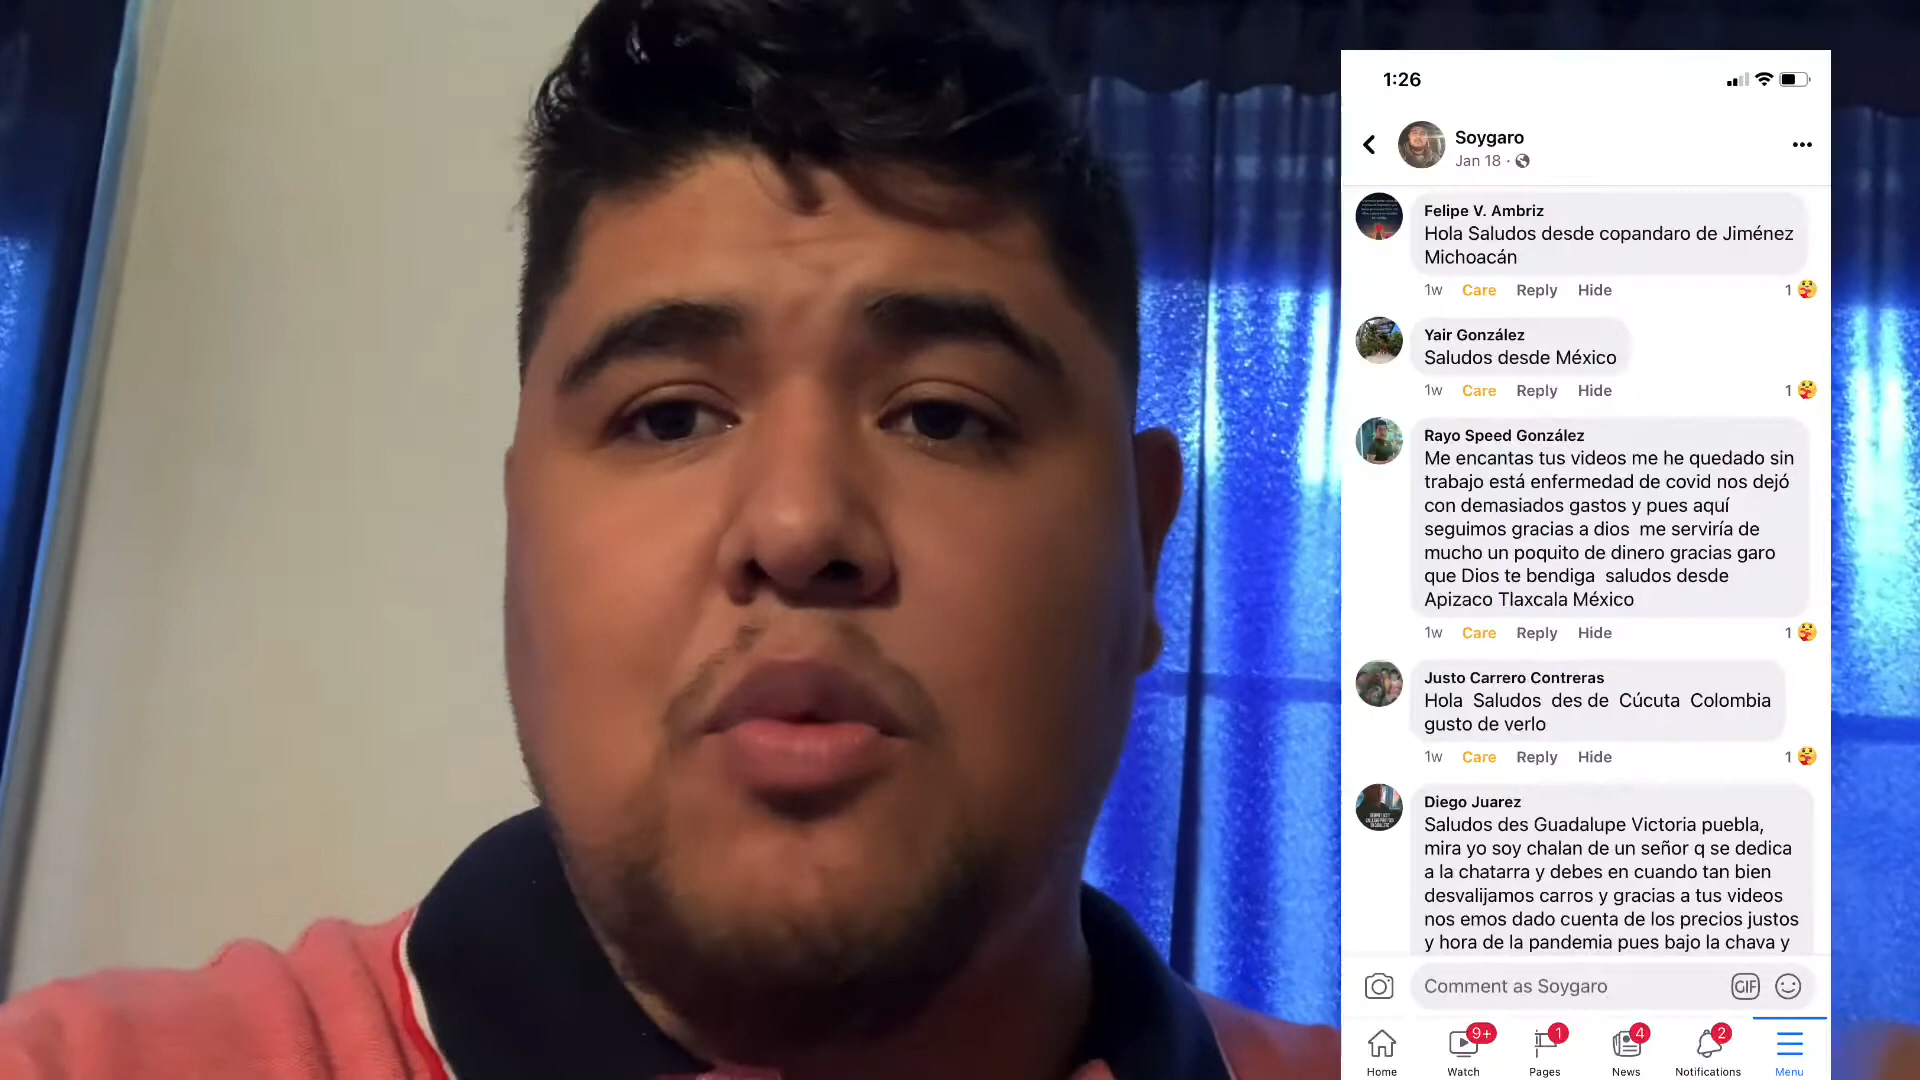 1:26
Soygaro
Jan 18 ·
Felipe V. Ambriz
Hola Saludos desde copandaro de Jiménez
Michoacán
1w Care Reply Hide 1
Yair González
Saludos desde México
1w Care Reply Hide 1
Rayo Speed González
Me encantas tus videos me he quedado sin
trabajo está enfermedad de covid nos dejó
con demasiados gastos y pues aquí
seguimos gracias a dios me serviría de
mucho un poquito de dinero gracias garo
que Dios te bendiga saludos desde
Apizaco Tlaxcala México
1w Care Reply Hide 1
Justo Carrero Contreras
Hola Saludos des de Cúcuta Colombia
gusto de verlo
1w Care Reply Hide 1
Diego Juarez
Saludos des Guadalupe Victoria puebla,
mira yo soy chalan de un señor q se dedica
a la chatarra y debes en cuando tan bien
desvalijamos carros y gracias a tus videos
nos emos dado cuenta de los precios justos
y hora de la pandemia pues bajo la chava y
Comment as Soygaro GIF
9+ 1 4 2
Home Watch Pages News Notifications Menu